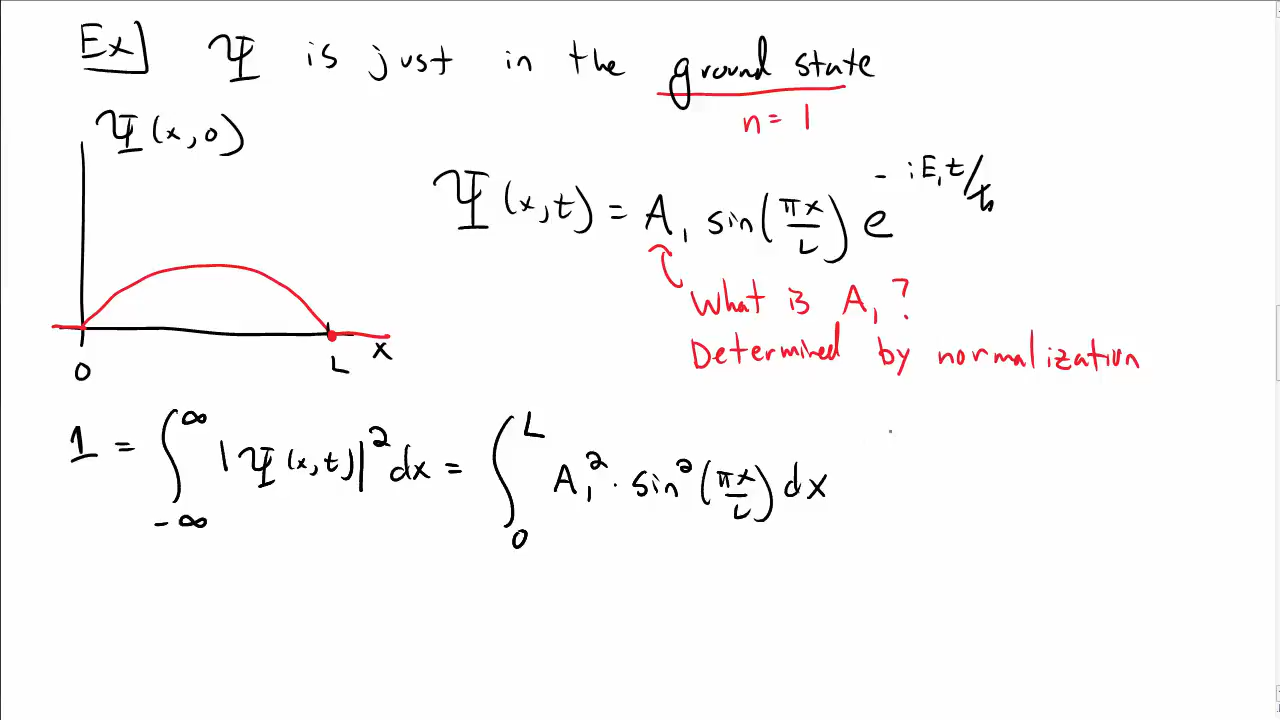 Ex] Ψ is just in the ground state
n = 1
Ψ(x,0)
Ψ(x,t) = A₁ sin(πx/L) e^(-iE₁t/ħ)
What is A₁?
Determined by normalization
0 L x
1 = ∫_{-∞}^{∞} |Ψ(x,t)|² dx = ∫_0^L A₁² · sin²(πx/L) dx